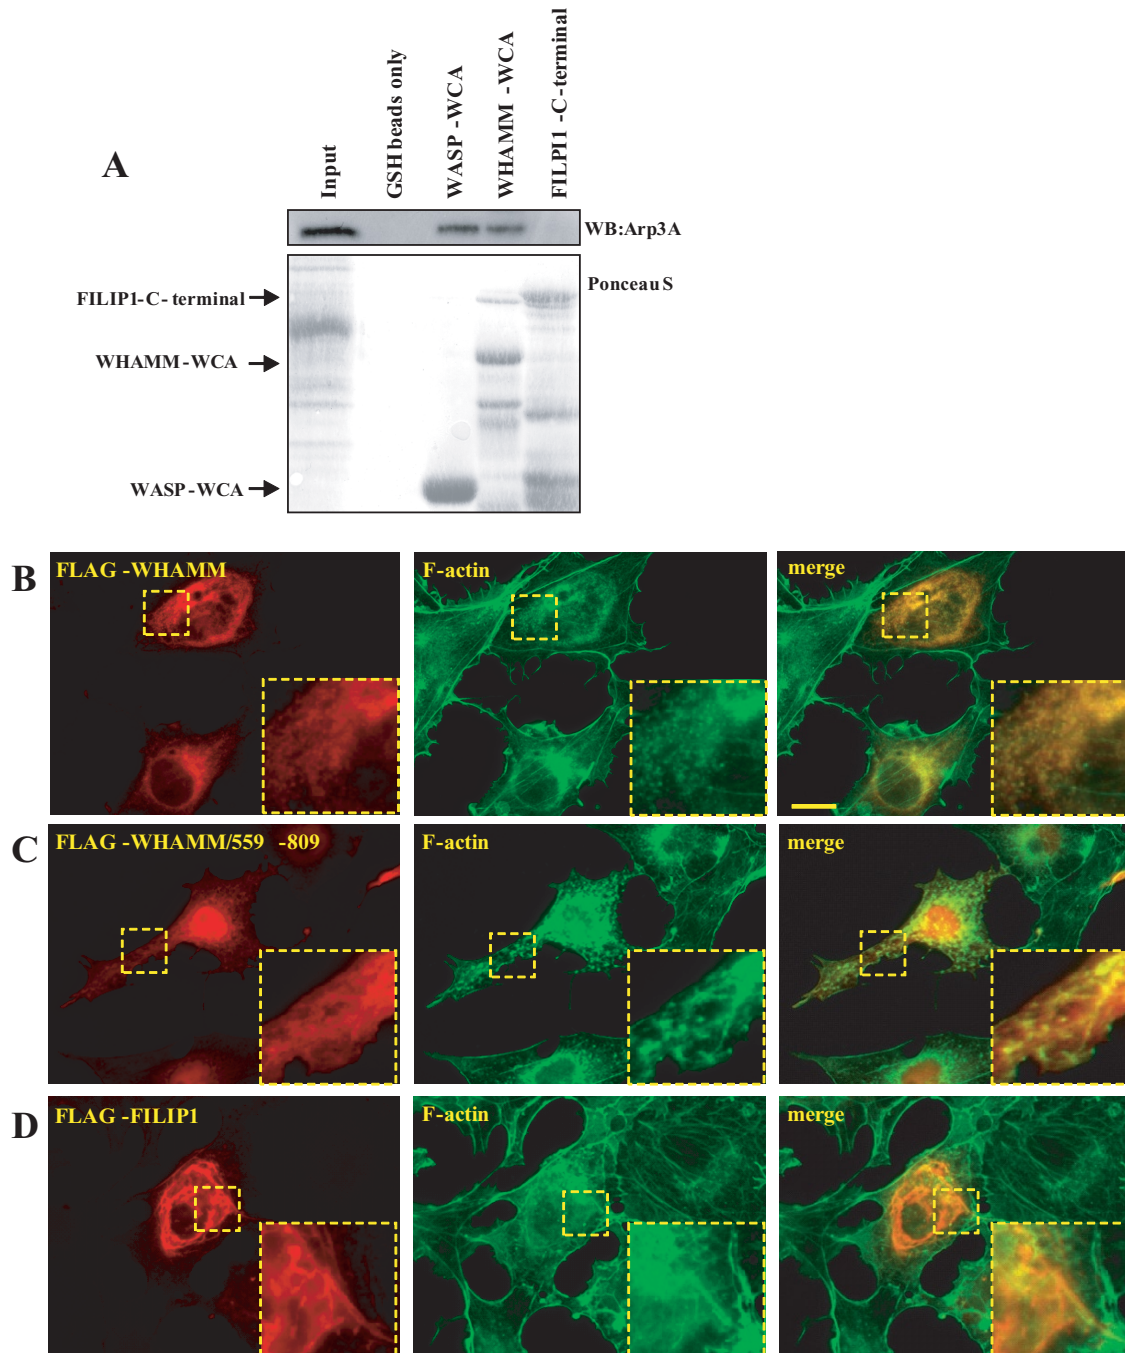 A
Input
GSH beads only
WASP -WCA
WHAMM -WCA
FILPI1 -C-terminal
WB:Arp3A
Ponceau S
FILIP1-C- terminal
WHAMM-WCA
WASP-WCA
B
FLAG -WHAMM
F-actin
merge
C
FLAG -WHAMM/559 -809
F-actin
merge
D
FLAG -FILIP1
F-actin
merge